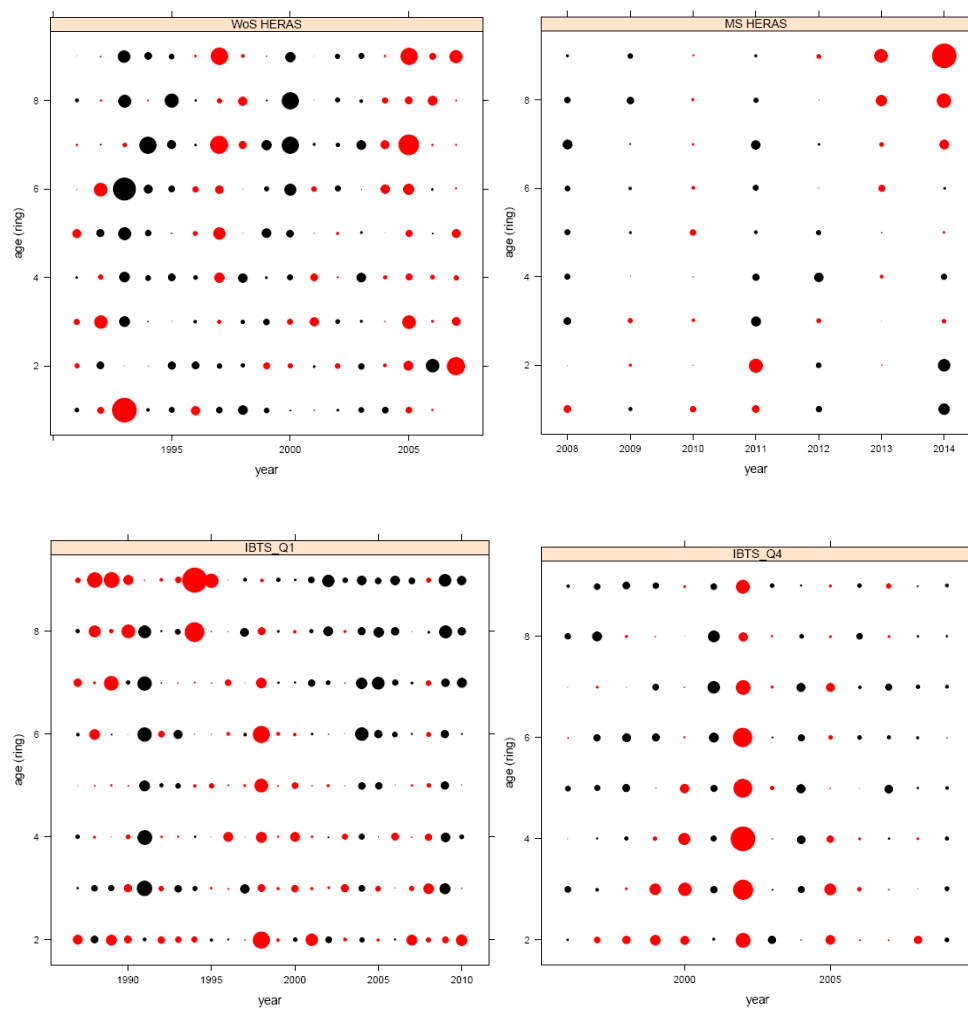 WoS HERAS
8
6
4
2
age (ring)
1995
2000
2005
year
MS HERAS
8
6
4
2
age (ring)
2008
2009
2010
2011
2012
2013
2014
year
IBTS_Q1
8
6
4
2
age (ring)
1990
1995
2000
2005
2010
year
IBTS_Q4
8
6
4
2
age (ring)
2000
2005
year